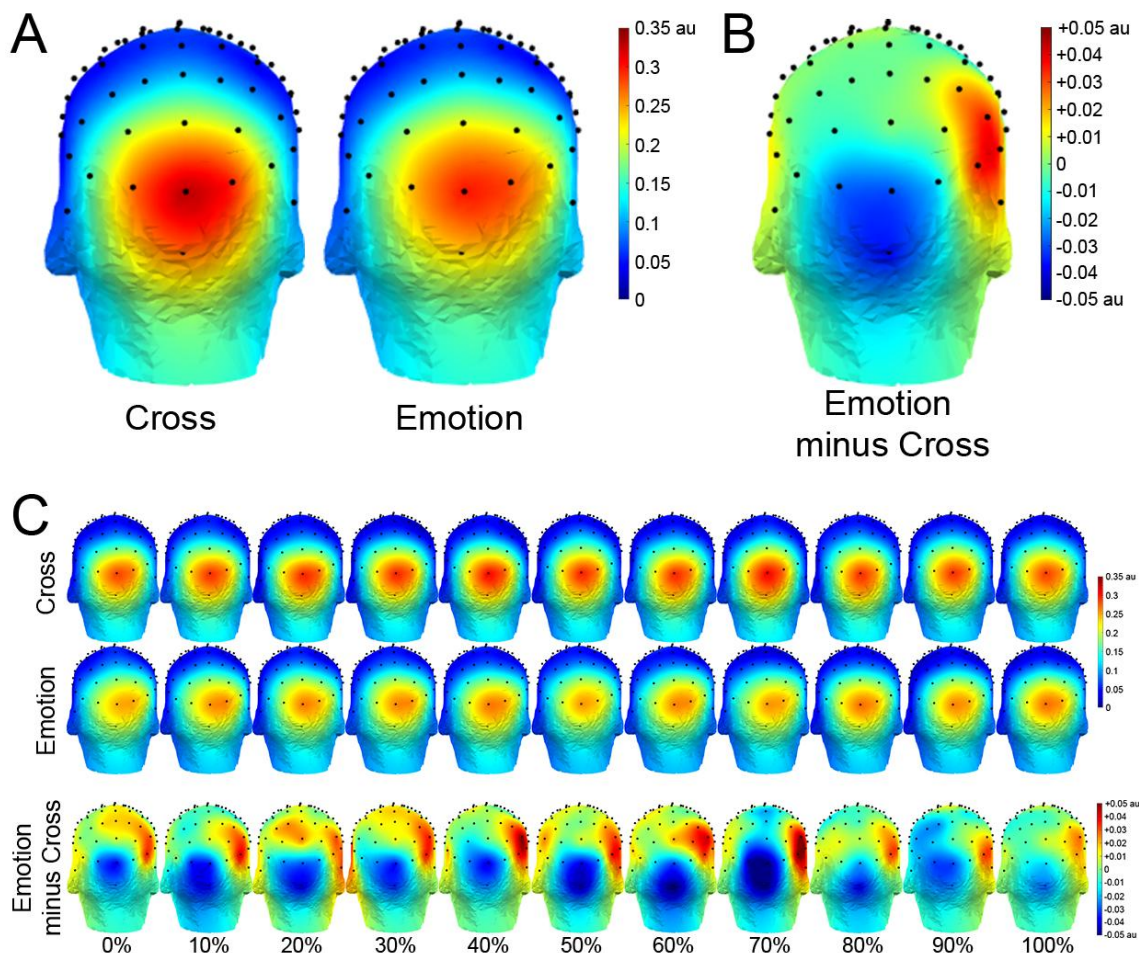 A
0.35 au
0.3
0.25
0.2
0.15
0.1
0.05
0
Cross
Emotion
B
+0.05 au
+0.04
+0.03
+0.02
+0.01
0
-0.01
-0.02
-0.03
-0.04
-0.05 au
Emotion
minus Cross
C
Cross
Emotion
0.35 au
0.3
0.25
0.2
0.15
0.1
0.05
0
Emotion
minus Cross
+0.05 au
+0.04
+0.03
+0.02
+0.01
0
-0.01
-0.02
-0.03
-0.04
-0.05 au
0% 10% 20% 30% 40% 50% 60% 70% 80% 90% 100%